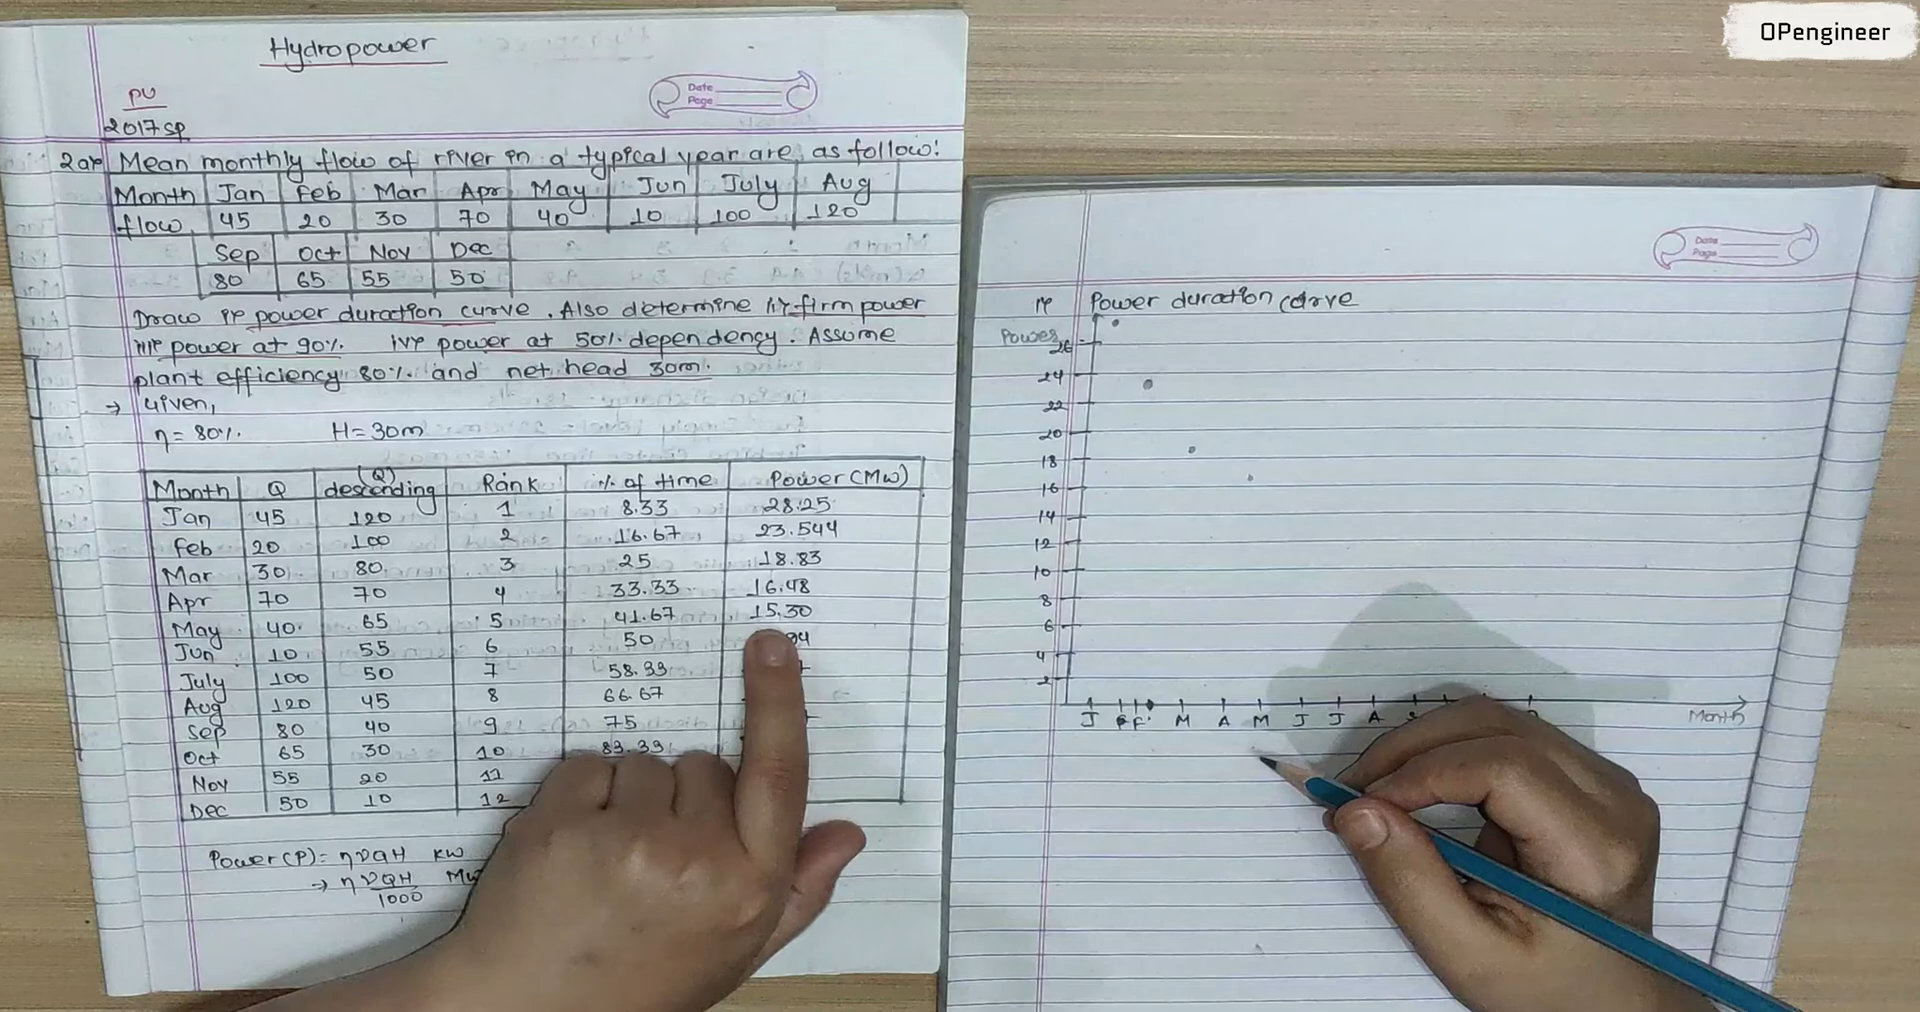 OPengineer
Hydropower
PU
2017 SP
Date
Page
Mean monthly flow of river in a typical year are as follow:
Month Jan Feb Mar Apr May Jun July Aug
flow 45 20 30 70 40 10 100 120
Sep Oct Nov Dec
80 65 55 50
Draw power duration curve. Also determine firm power
power at 90% power at 50% dependency. Assume
plant efficiency 80% and net head 30m.
→ Given,
η = 80% H = 30m
Month Q (Q) descending Rank % of time Power (MW)
Jan 45 120 1 8.33 28.25
Feb 20 100 2 16.67 23.544
Mar 30 80 3 25 18.83
Apr 70 70 4 33.33 16.48
May 40 65 5 41.67 15.30
Jun 10 55 6 50
July 100 50 7 58.33
Aug 120 45 8 66.67
Sep 80 40 9 75
Oct 65 30 10 83.33
Nov 55 20 11
Dec 50 10 12
Power (P) = ηγQH KW
→ ηγQH
1000
Date
Page
Power duration curve
Power
26
24
22
20
18
16
14
12
10
8
6
4
2
J F M A M J J A
Month